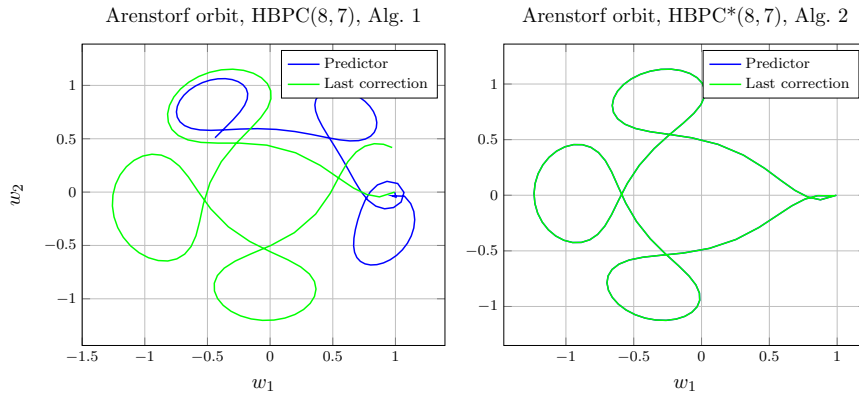 Arenstorf orbit, HBPC(8, 7), Alg. 1
Predictor
Last correction
1
0.5
0
−0.5
−1
w2
−1.5
−1
−0.5
0
0.5
1
w1
Arenstorf orbit, HBPC*(8, 7), Alg. 2
Predictor
Last correction
1
0.5
0
−0.5
−1
−1
−0.5
0
0.5
1
w1